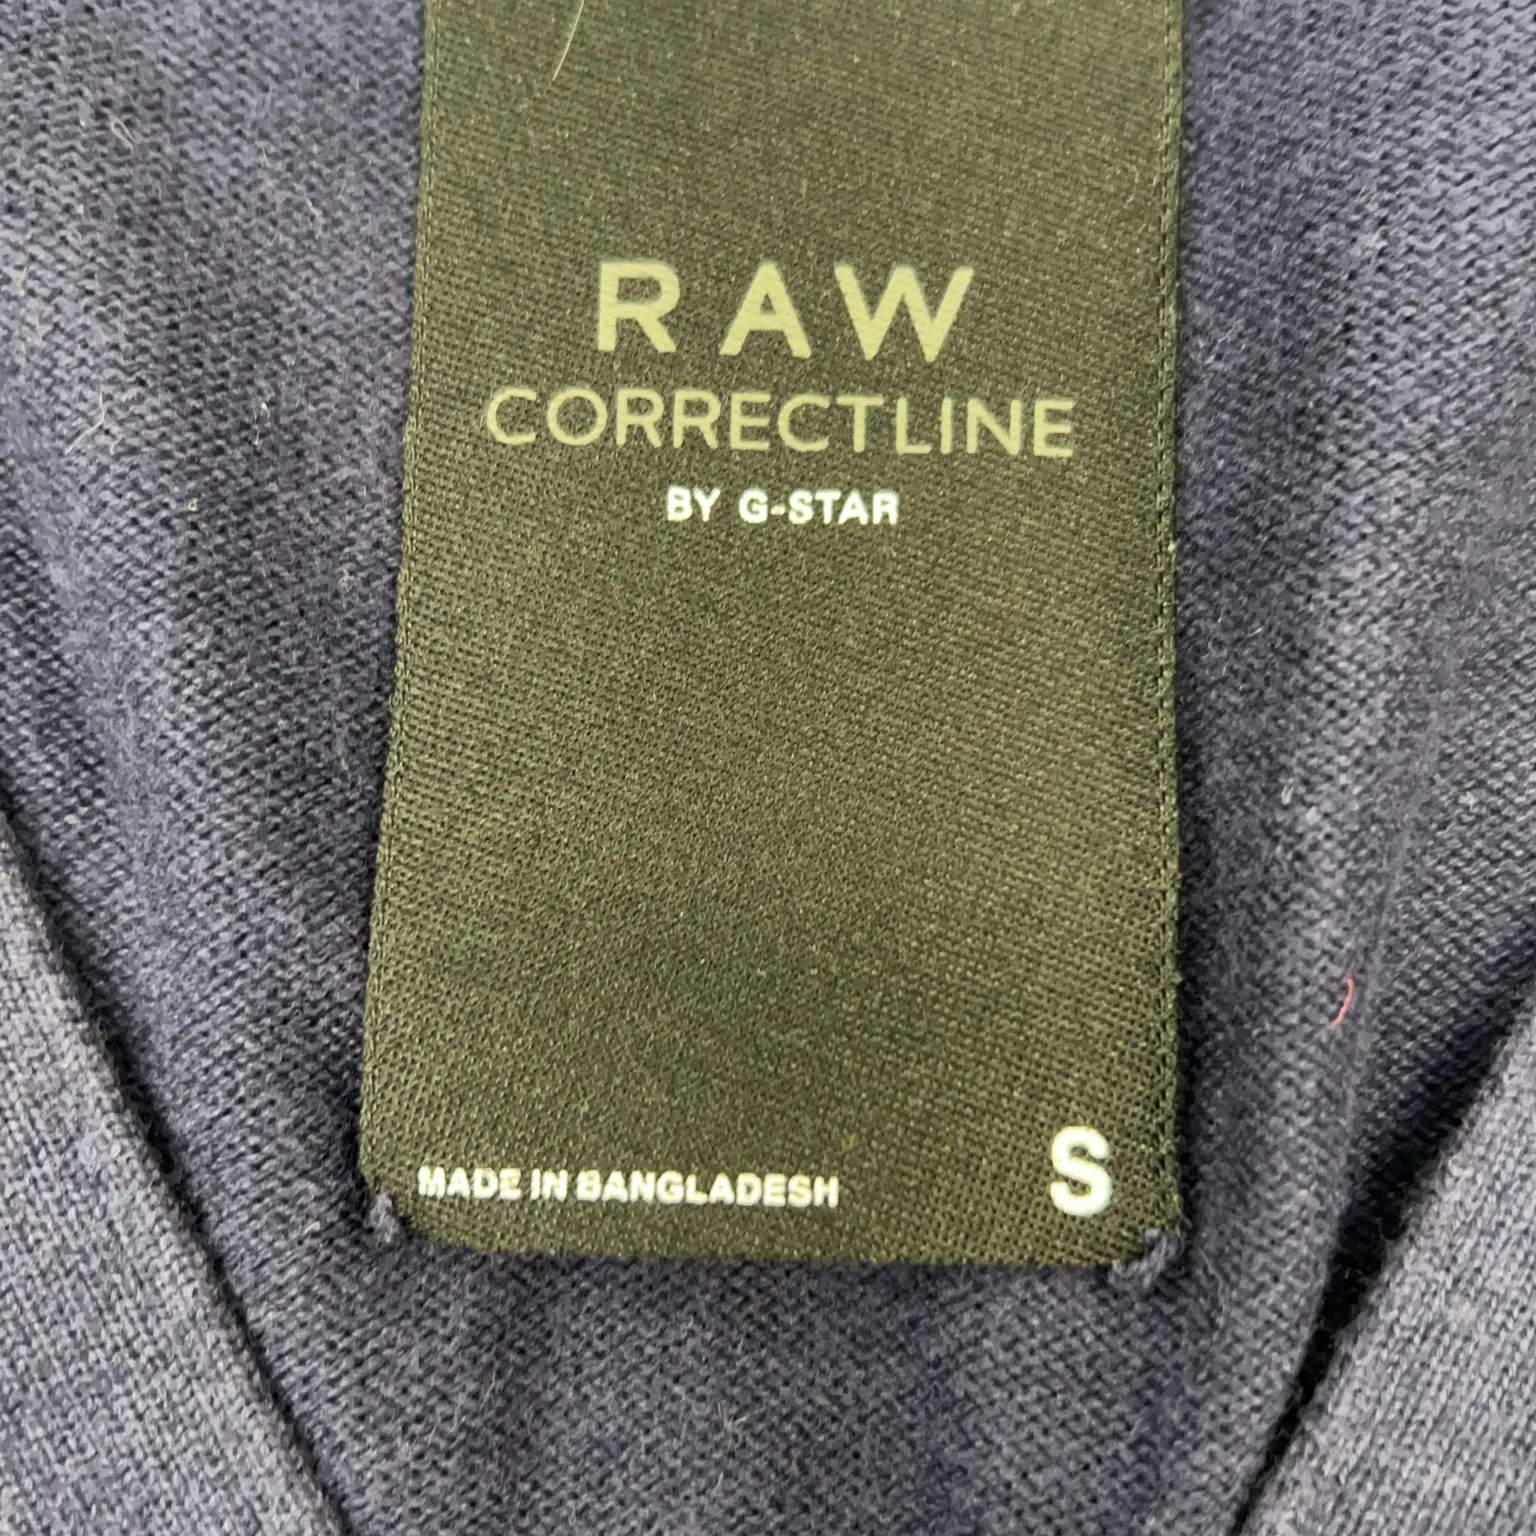 RAW
CORRECTLINE
BY G-STAR
MADE IN BANGLADESH
S